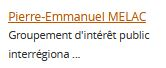 Pierre-Emmanuel MELAC
Groupement d'intérêt public
interrégiona ...